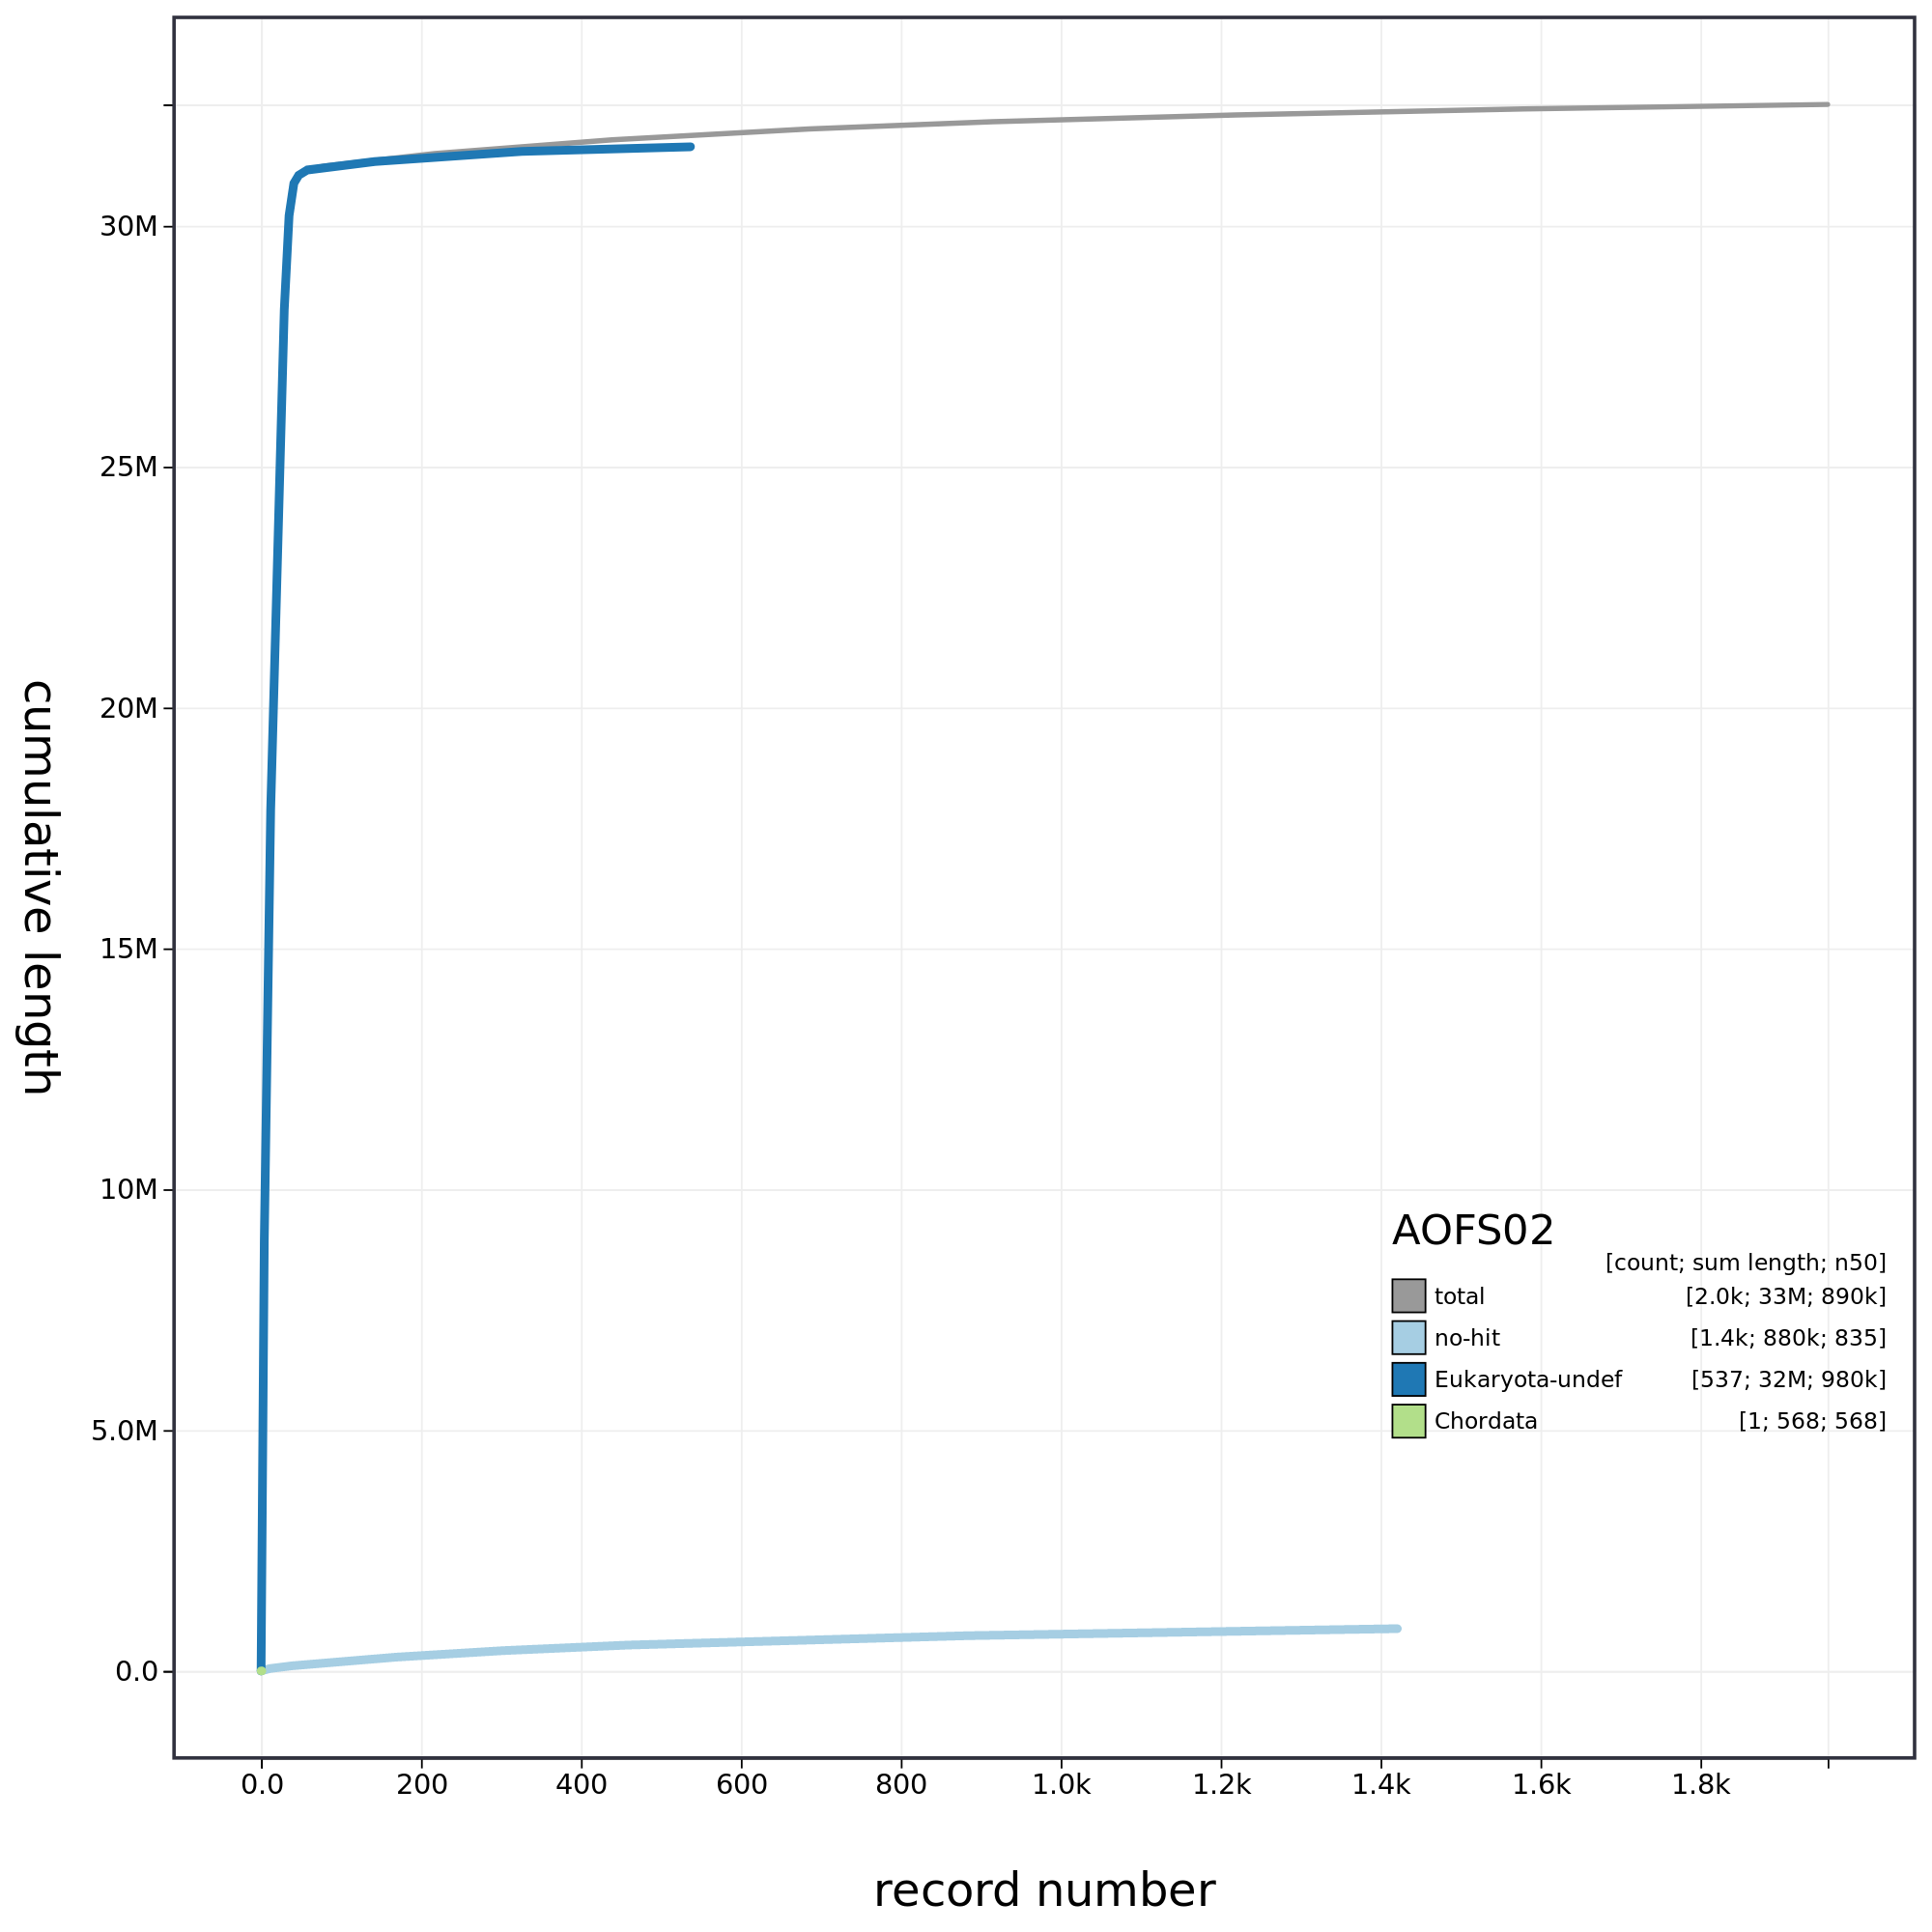 30M
25M
20M
15M
10M
5.0M
0.0
cumulative length
AOFS02
[count; sum length; n50]
total [2.0k; 33M; 890k]
no-hit [1.4k; 880k; 835]
Eukaryota-undef [537; 32M; 980k]
Chordata [1; 568; 568]
0.0 200 400 600 800 1.0k 1.2k 1.4k 1.6k 1.8k
record number